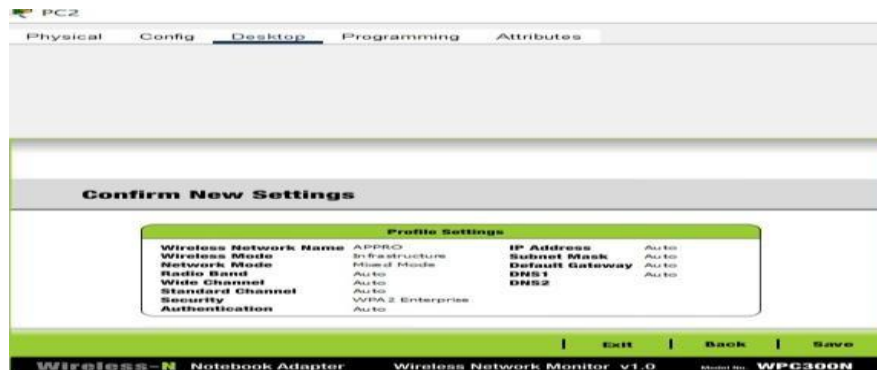 PC2
Physical Config Desktop Programming Attributes
Confirm New Settings
Profile Settings
Wireless Network Name APPRO
Wireless Mode Infrastructure
Network Mode Mixed Mode
Radio Band Auto
Wide Channel Auto
Standard Channel Auto
Security WPA2 Enterprise
Authentication Auto
IP Address Auto
Subnet Mask Auto
Default Gateway Auto
DNS1 Auto
DNS2
Exit Back Save
Wireless-N Notebook Adapter Wireless Network Monitor v1.0 Model No. WPC300N